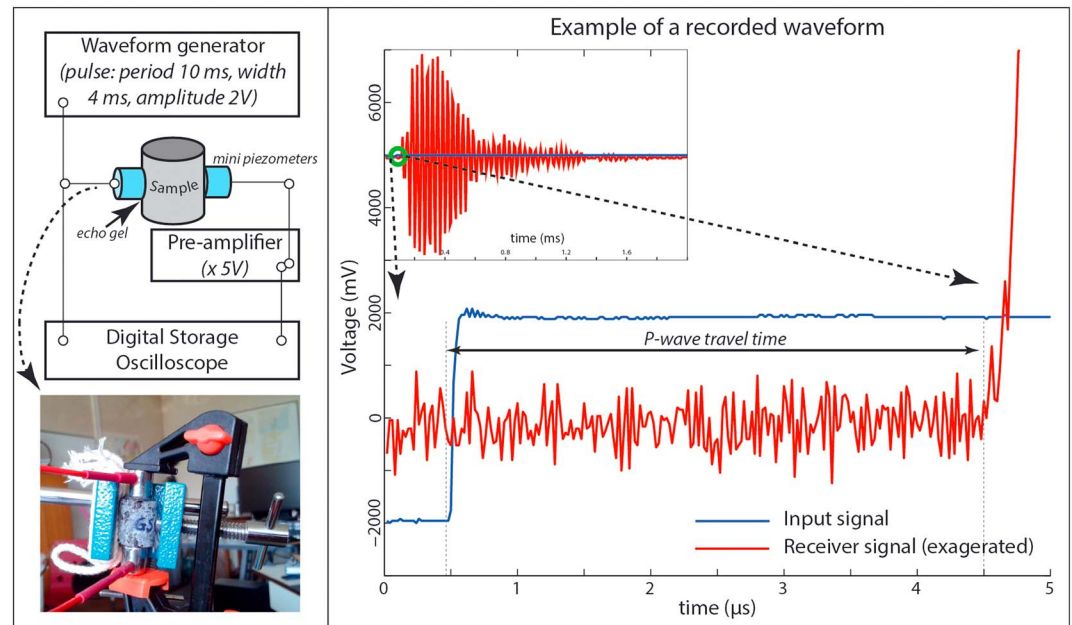 Waveform generator
(pulse: period 10 ms, width
4 ms, amplitude 2V)
mini piezometers
Sample
echo gel
Pre-amplifier
(x 5V)
Digital Storage
Oscilloscope
GS
Example of a recorded waveform
Voltage (mV)
6000
4000
2000
0
−2000
time (ms)
0.4 0.8 1.2 1.6
P-wave travel time
Input signal
Receiver signal (exagerated)
0 1 2 3 4 5
time (µs)